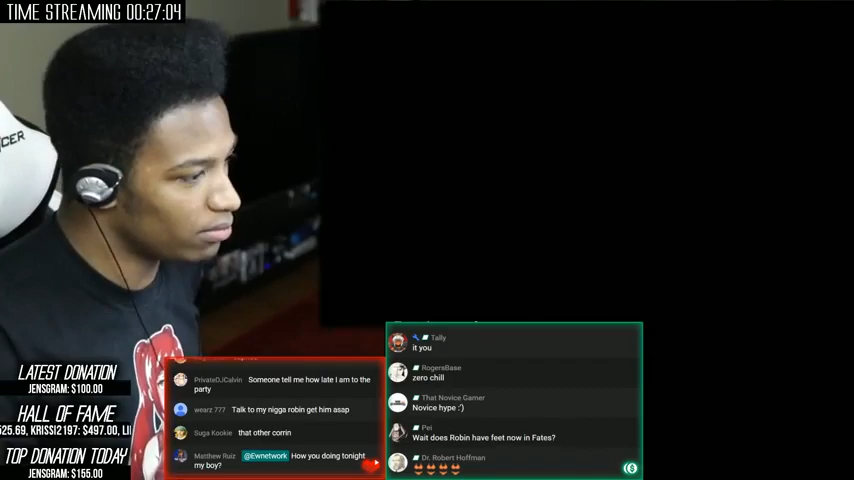 TIME STREAMING 00:27:04
CER
Tally
it you
RogersBase
zero chill
That Novice Gamer
Novice hype :')
Pei
Wait does Robin have feet now in Fates?
Dr. Robert Hoffman
PrivateDJCalvin Someone tell me how late I am to the
party
wearz 777 Talk to my nigga robin get him asap
Suga Kookie that other corrin
Matthew Ruiz @Ewnetwork How you doing tonight
my boy?
LATEST DONATION
JENSGRAM: $100.00
HALL OF FAME
525.69, KRISSI2197: $497.00, LI
TOP DONATION TODAY
JENSGRAM: $155.00